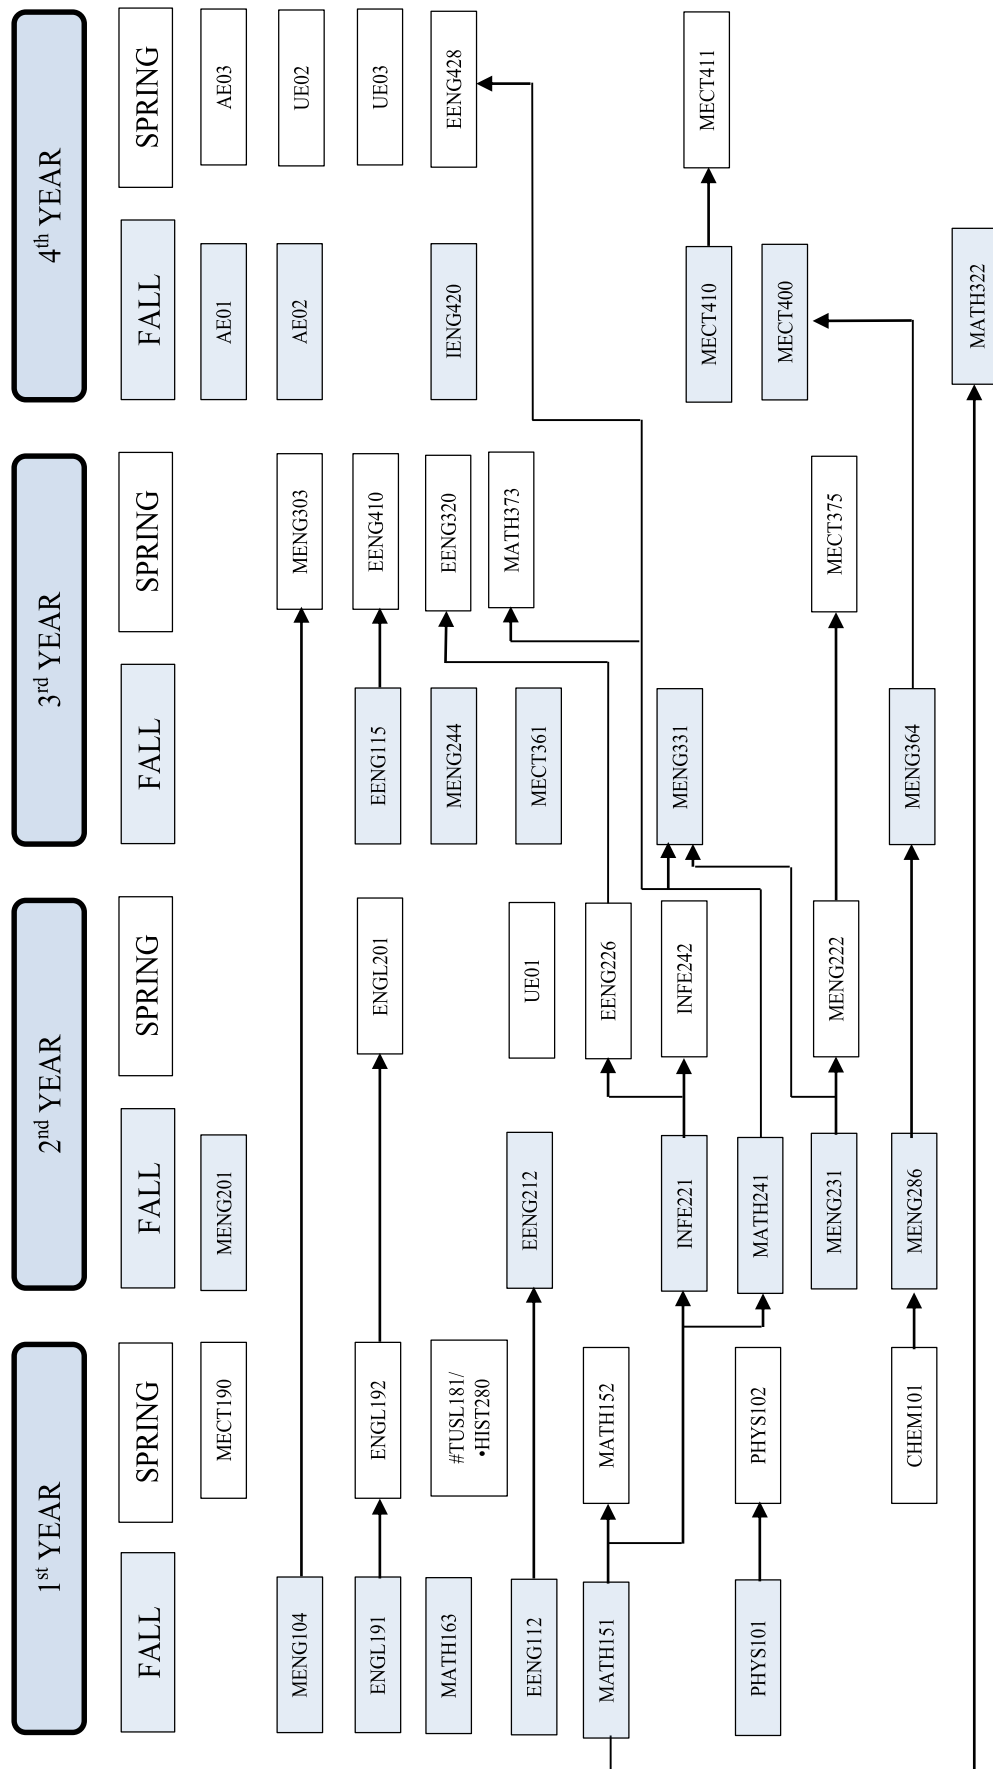 1st YEAR
2nd YEAR
3rd YEAR
4th YEAR
FALL
SPRING
FALL
SPRING
FALL
SPRING
FALL
SPRING
MECT190
MENG201
AE01
AE03
MENG104
MENG303
AE02
UE02
ENGL191
ENGL192
ENGL201
EENG115
EENG410
UE03
MATH163
#TUSL181/
•HIST280
MENG244
EENG320
IENG420
EENG428
EENG112
EENG212
UE01
MECT361
MATH373
MATH151
MATH152
EENG226
INFE221
INFE242
MENG331
MECT410
MECT411
PHYS101
PHYS102
MATH241
MECT400
MENG231
MENG222
MECT375
CHEM101
MENG286
MENG364
MATH322